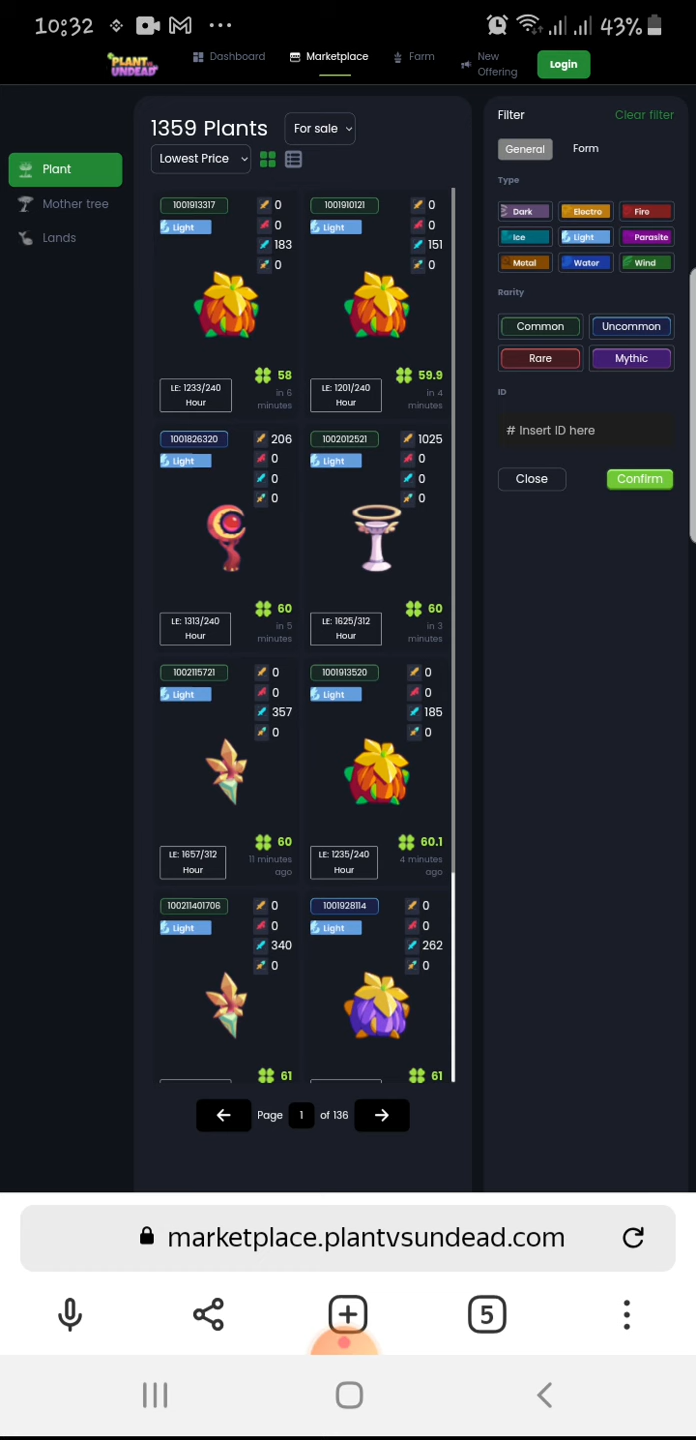 10:32
43%
PLANT vs UNDEAD
Dashboard
Marketplace
Farm
New Offering
Login
Plant
Mother tree
Lands
1359 Plants
For sale
Lowest Price
1001913317
Light
0
0
183
0
58
LE: 1233/240
Hour
in 6
minutes
1001910121
Light
0
0
151
0
59.9
LE: 1201/240
Hour
in 4
minutes
1001826320
Light
206
0
0
0
60
LE: 1313/240
Hour
in 5
minutes
1002012521
Light
1025
0
0
0
60
LE: 1625/312
Hour
in 3
minutes
1002115721
Light
0
0
357
0
60
LE: 1657/312
Hour
11 minutes
ago
1001913520
Light
0
0
185
0
60.1
LE: 1235/240
Hour
4 minutes
ago
100211401706
Light
0
0
340
0
61
1001928114
Light
0
0
262
0
61
Page 1 of 136
Filter
Clear filter
General
Form
Type
Dark
Electro
Fire
Ice
Light
Parasite
Metal
Water
Wind
Rarity
Common
Uncommon
Rare
Mythic
ID
# Insert ID here
Close
Confirm
marketplace.plantvsundead.com
5